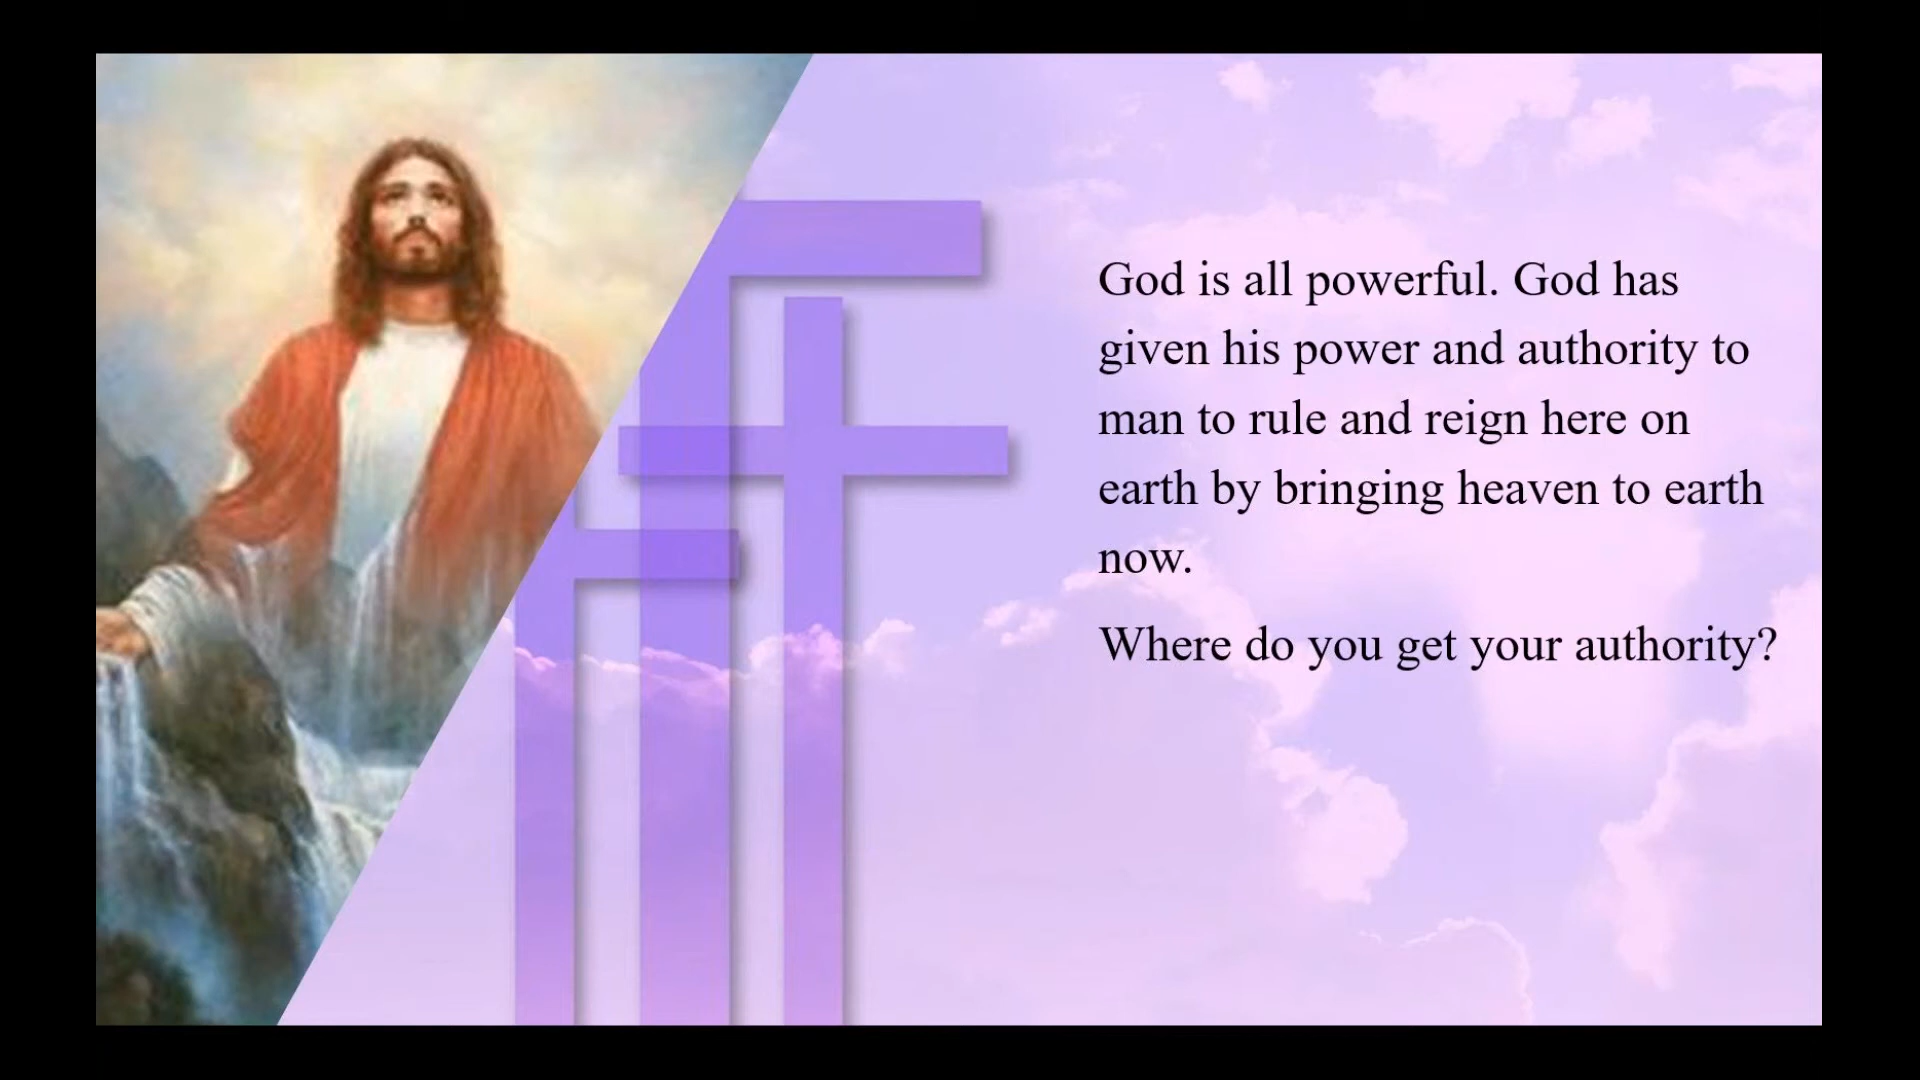 God is all powerful. God has
given his power and authority to
man to rule and reign here on
earth by bringing heaven to earth
now.
Where do you get your authority?